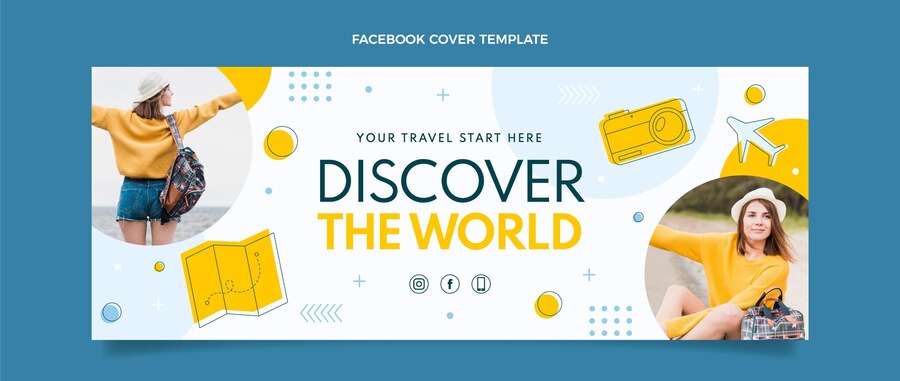 FACEBOOK COVER TEMPLATE
YOUR TRAVEL START HERE
DISCOVER
THE WORLD